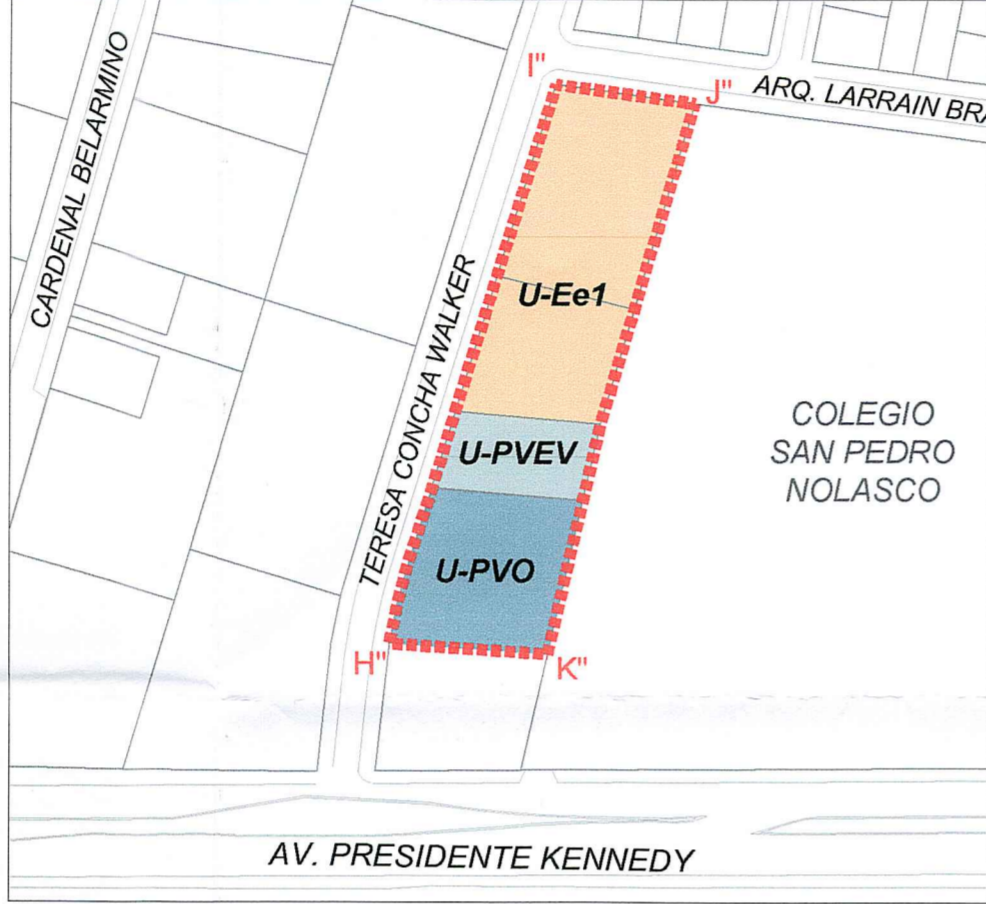 CARDENAL BELARMINO
I"
J"
ARQ. LARRAIN BRA
U-Ee1
TERESA CONCHA WALKER
U-PVEV
COLEGIO
SAN PEDRO
NOLASCO
U-PVO
H"
K"
AV. PRESIDENTE KENNEDY